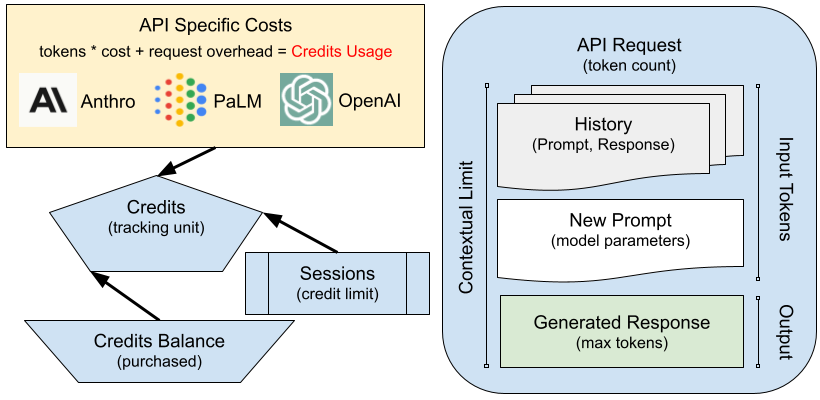 API Specific Costs
tokens * cost + request overhead = Credits Usage
Anthro
PaLM
OpenAI
Credits
(tracking unit)
Sessions
(credit limit)
Credits Balance
(purchased)
API Request
(token count)
History
(Prompt, Response)
New Prompt
(model parameters)
Generated Response
(max tokens)
Contextual Limit
Input Tokens
Output